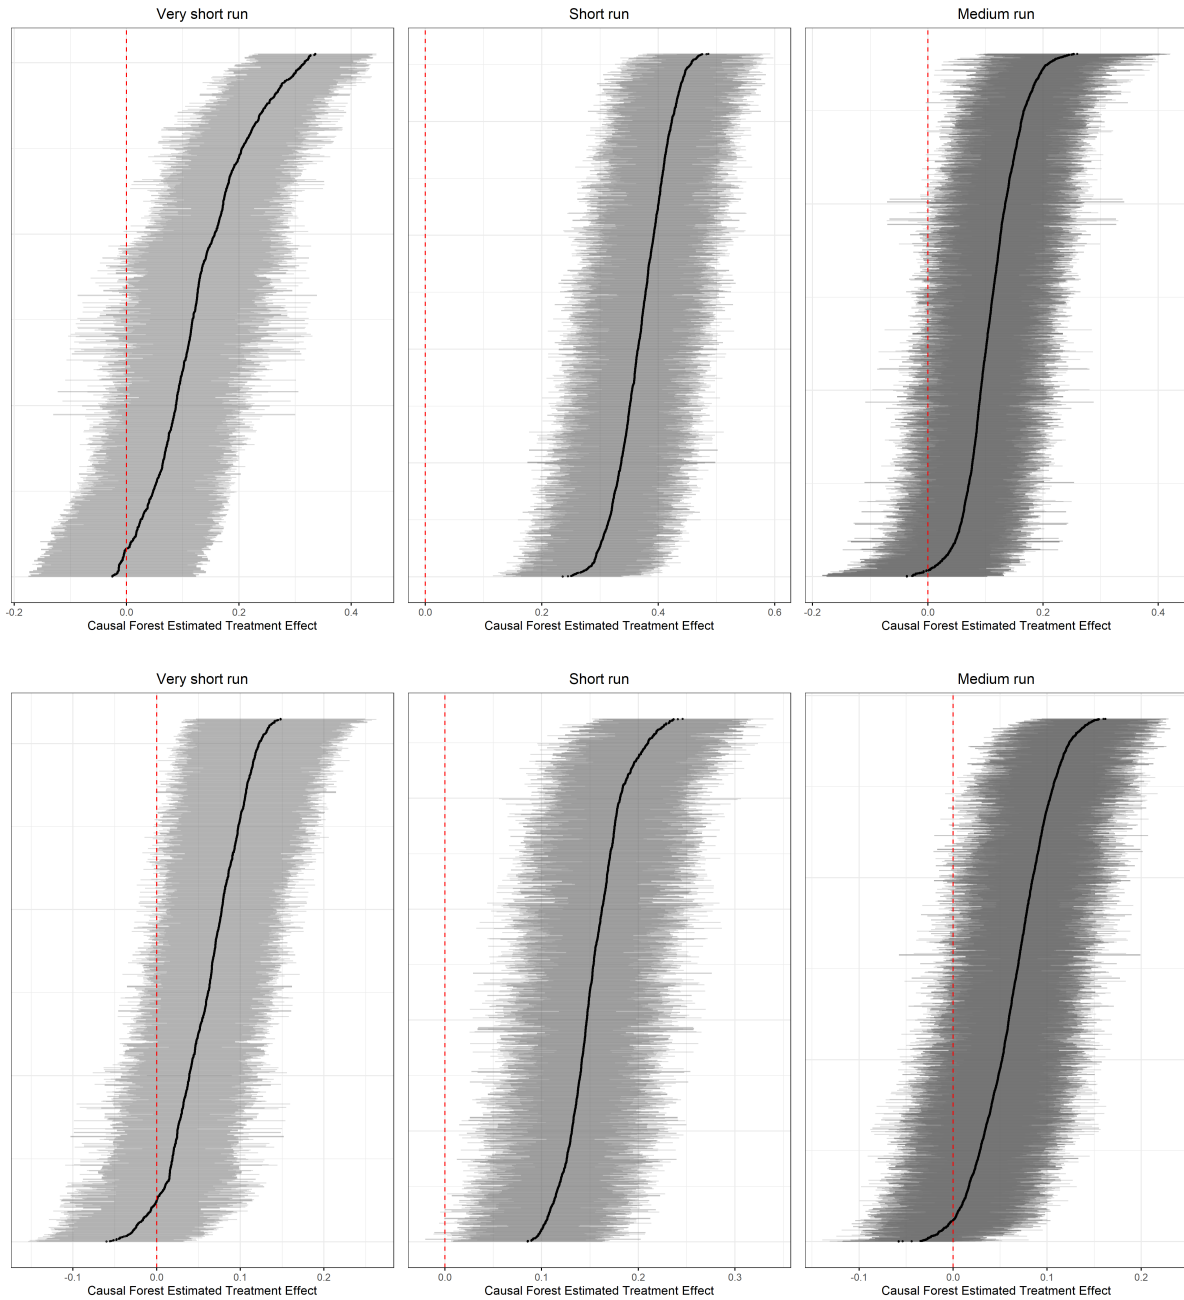 Very short run Short run Medium run
-0.2 0.0 0.2 0.4 0.0 0.2 0.4 0.6 -0.2 0.0 0.2 0.4
Causal Forest Estimated Treatment Effect Causal Forest Estimated Treatment Effect Causal Forest Estimated Treatment Effect
Very short run Short run Medium run
-0.1 0.0 0.1 0.2 0.0 0.1 0.2 0.3 -0.1 0.0 0.1 0.2
Causal Forest Estimated Treatment Effect Causal Forest Estimated Treatment Effect Causal Forest Estimated Treatment Effect